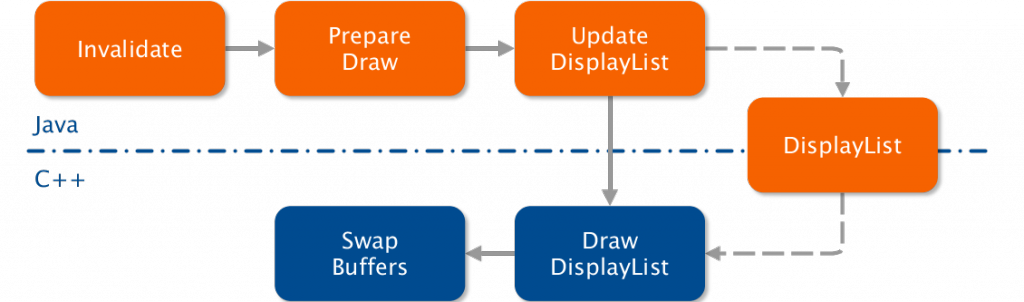 Invalidate
Prepare
Draw
Update
DisplayList
Java
DisplayList
C++
Swap
Buffers
Draw
DisplayList